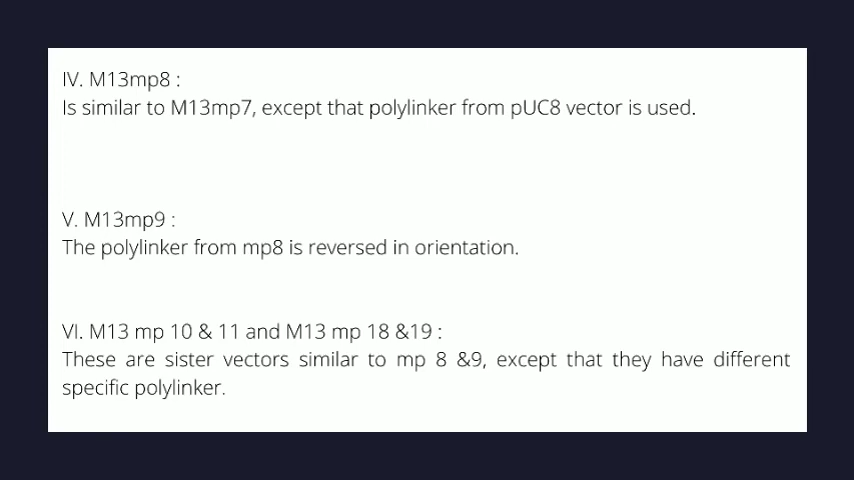 IV. M13mp8 :
Is similar to M13mp7, except that polylinker from pUC8 vector is used.
V. M13mp9 :
The polylinker from mp8 is reversed in orientation.
VI. M13 mp 10 & 11 and M13 mp 18 &19 :
These are sister vectors similar to mp 8 &9, except that they have different
specific polylinker.